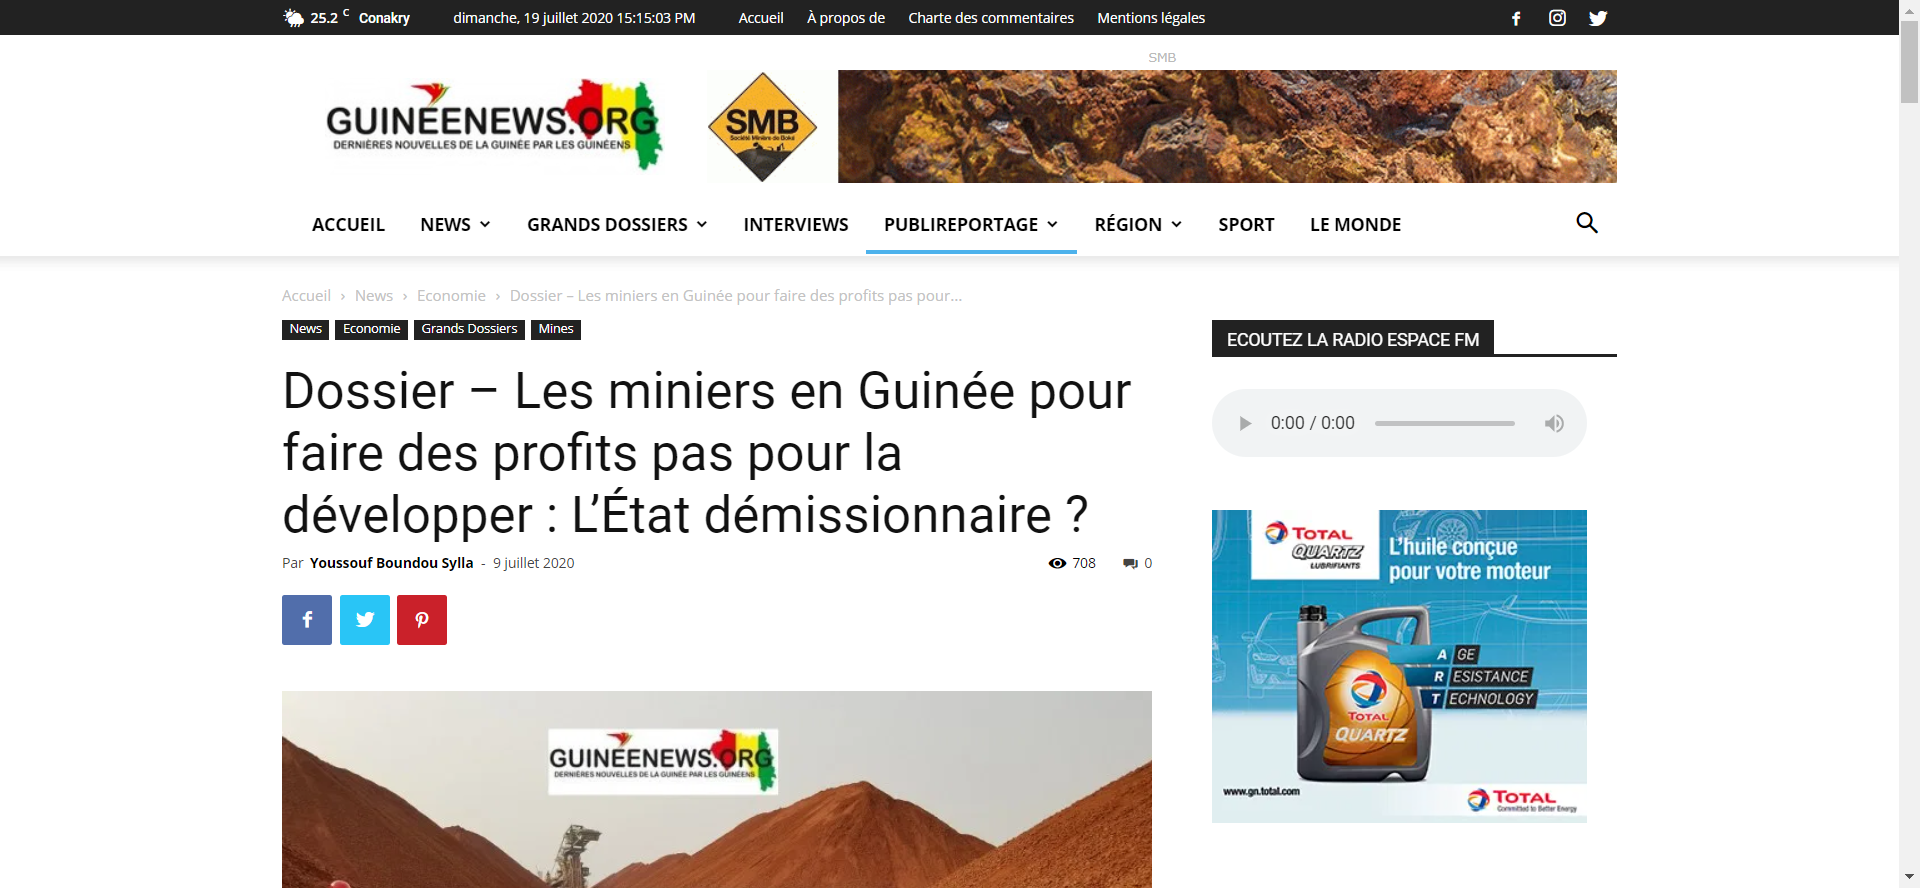 25.2 C Conakry dimanche, 19 juillet 2020 15:15:03 PM Accueil À propos de Charte des commentaires Mentions légales
SMB
GUINEENEWS.ORG
DERNIÈRES NOUVELLES DE LA GUINÉE PAR LES GUINÉENS
SMB
Société Minière de Boké
ACCUEIL NEWS GRANDS DOSSIERS INTERVIEWS PUBLIREPORTAGE RÉGION SPORT LE MONDE
Accueil › News › Economie › Dossier – Les miniers en Guinée pour faire des profits pas pour...
News Economie Grands Dossiers Mines
Dossier – Les miniers en Guinée pour
faire des profits pas pour la
développer : L’État démissionnaire ?
Par Youssouf Boundou Sylla - 9 juillet 2020 708 0
GUINEENEWS.ORG
DERNIÈRES NOUVELLES DE LA GUINÉE PAR LES GUINÉENS
ECOUTEZ LA RADIO ESPACE FM
0:00 / 0:00
TOTAL
QUARTZ
LUBRIFIANTS
L'huile conçue
pour votre moteur
A GE
R ESISTANCE
T ECHNOLOGY
TOTAL
QUARTZ
www.gn.total.com
TOTAL
Committed to Better Energy